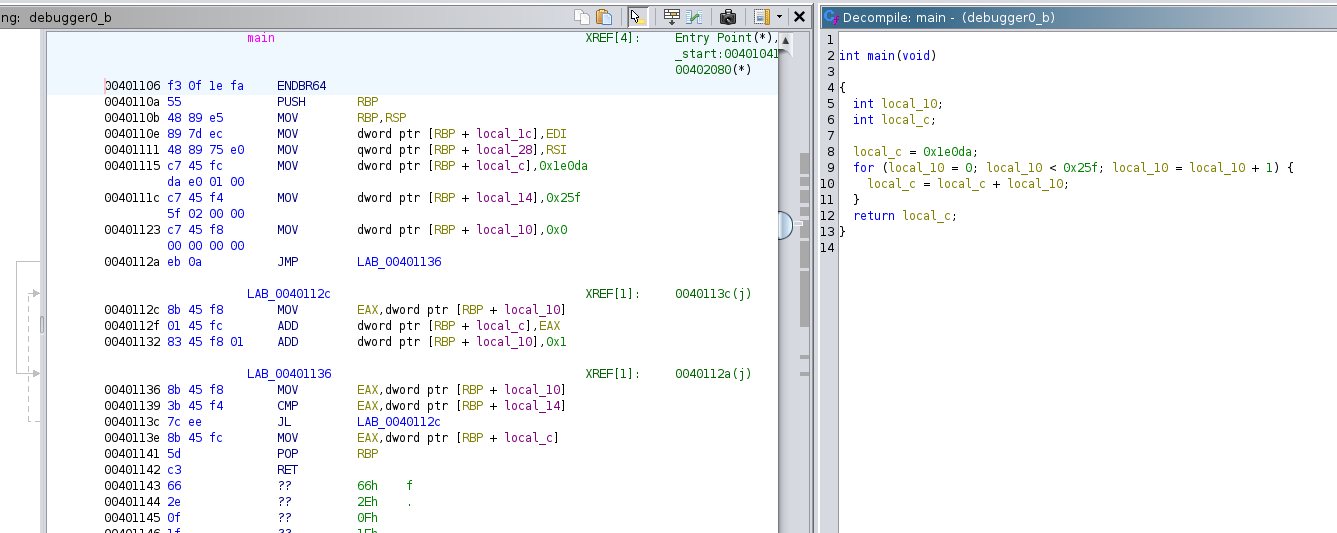 ng: debugger0_b
main XREF[4]: Entry Point(*),
_start:00401041
00402080(*)
00401106 f3 0f 1e fa ENDBR64
0040110a 55 PUSH RBP
0040110b 48 89 e5 MOV RBP,RSP
0040110e 89 7d ec MOV dword ptr [RBP + local_1c],EDI
00401111 48 89 75 e0 MOV qword ptr [RBP + local_28],RSI
00401115 c7 45 fc MOV dword ptr [RBP + local_c],0x1e0da
da e0 01 00
0040111c c7 45 f4 MOV dword ptr [RBP + local_14],0x25f
5f 02 00 00
00401123 c7 45 f8 MOV dword ptr [RBP + local_10],0x0
00 00 00 00
0040112a eb 0a JMP LAB_00401136
LAB_0040112c XREF[1]: 0040113c(j)
0040112c 8b 45 f8 MOV EAX,dword ptr [RBP + local_10]
0040112f 01 45 fc ADD dword ptr [RBP + local_c],EAX
00401132 83 45 f8 01 ADD dword ptr [RBP + local_10],0x1
LAB_00401136 XREF[1]: 0040112a(j)
00401136 8b 45 f8 MOV EAX,dword ptr [RBP + local_10]
00401139 3b 45 f4 CMP EAX,dword ptr [RBP + local_14]
0040113c 7c ee JL LAB_0040112c
0040113e 8b 45 fc MOV EAX,dword ptr [RBP + local_c]
00401141 5d POP RBP
00401142 c3 RET
00401143 66 ?? 66h f
00401144 2e ?? 2Eh .
00401145 0f ?? 0Fh
00401146 1f ?? 1Fh
Decompile: main - (debugger0_b)
1
2 int main(void)
3
4 {
5 int local_10;
6 int local_c;
7
8 local_c = 0x1e0da;
9 for (local_10 = 0; local_10 < 0x25f; local_10 = local_10 + 1) {
10 local_c = local_c + local_10;
11 }
12 return local_c;
13 }
14